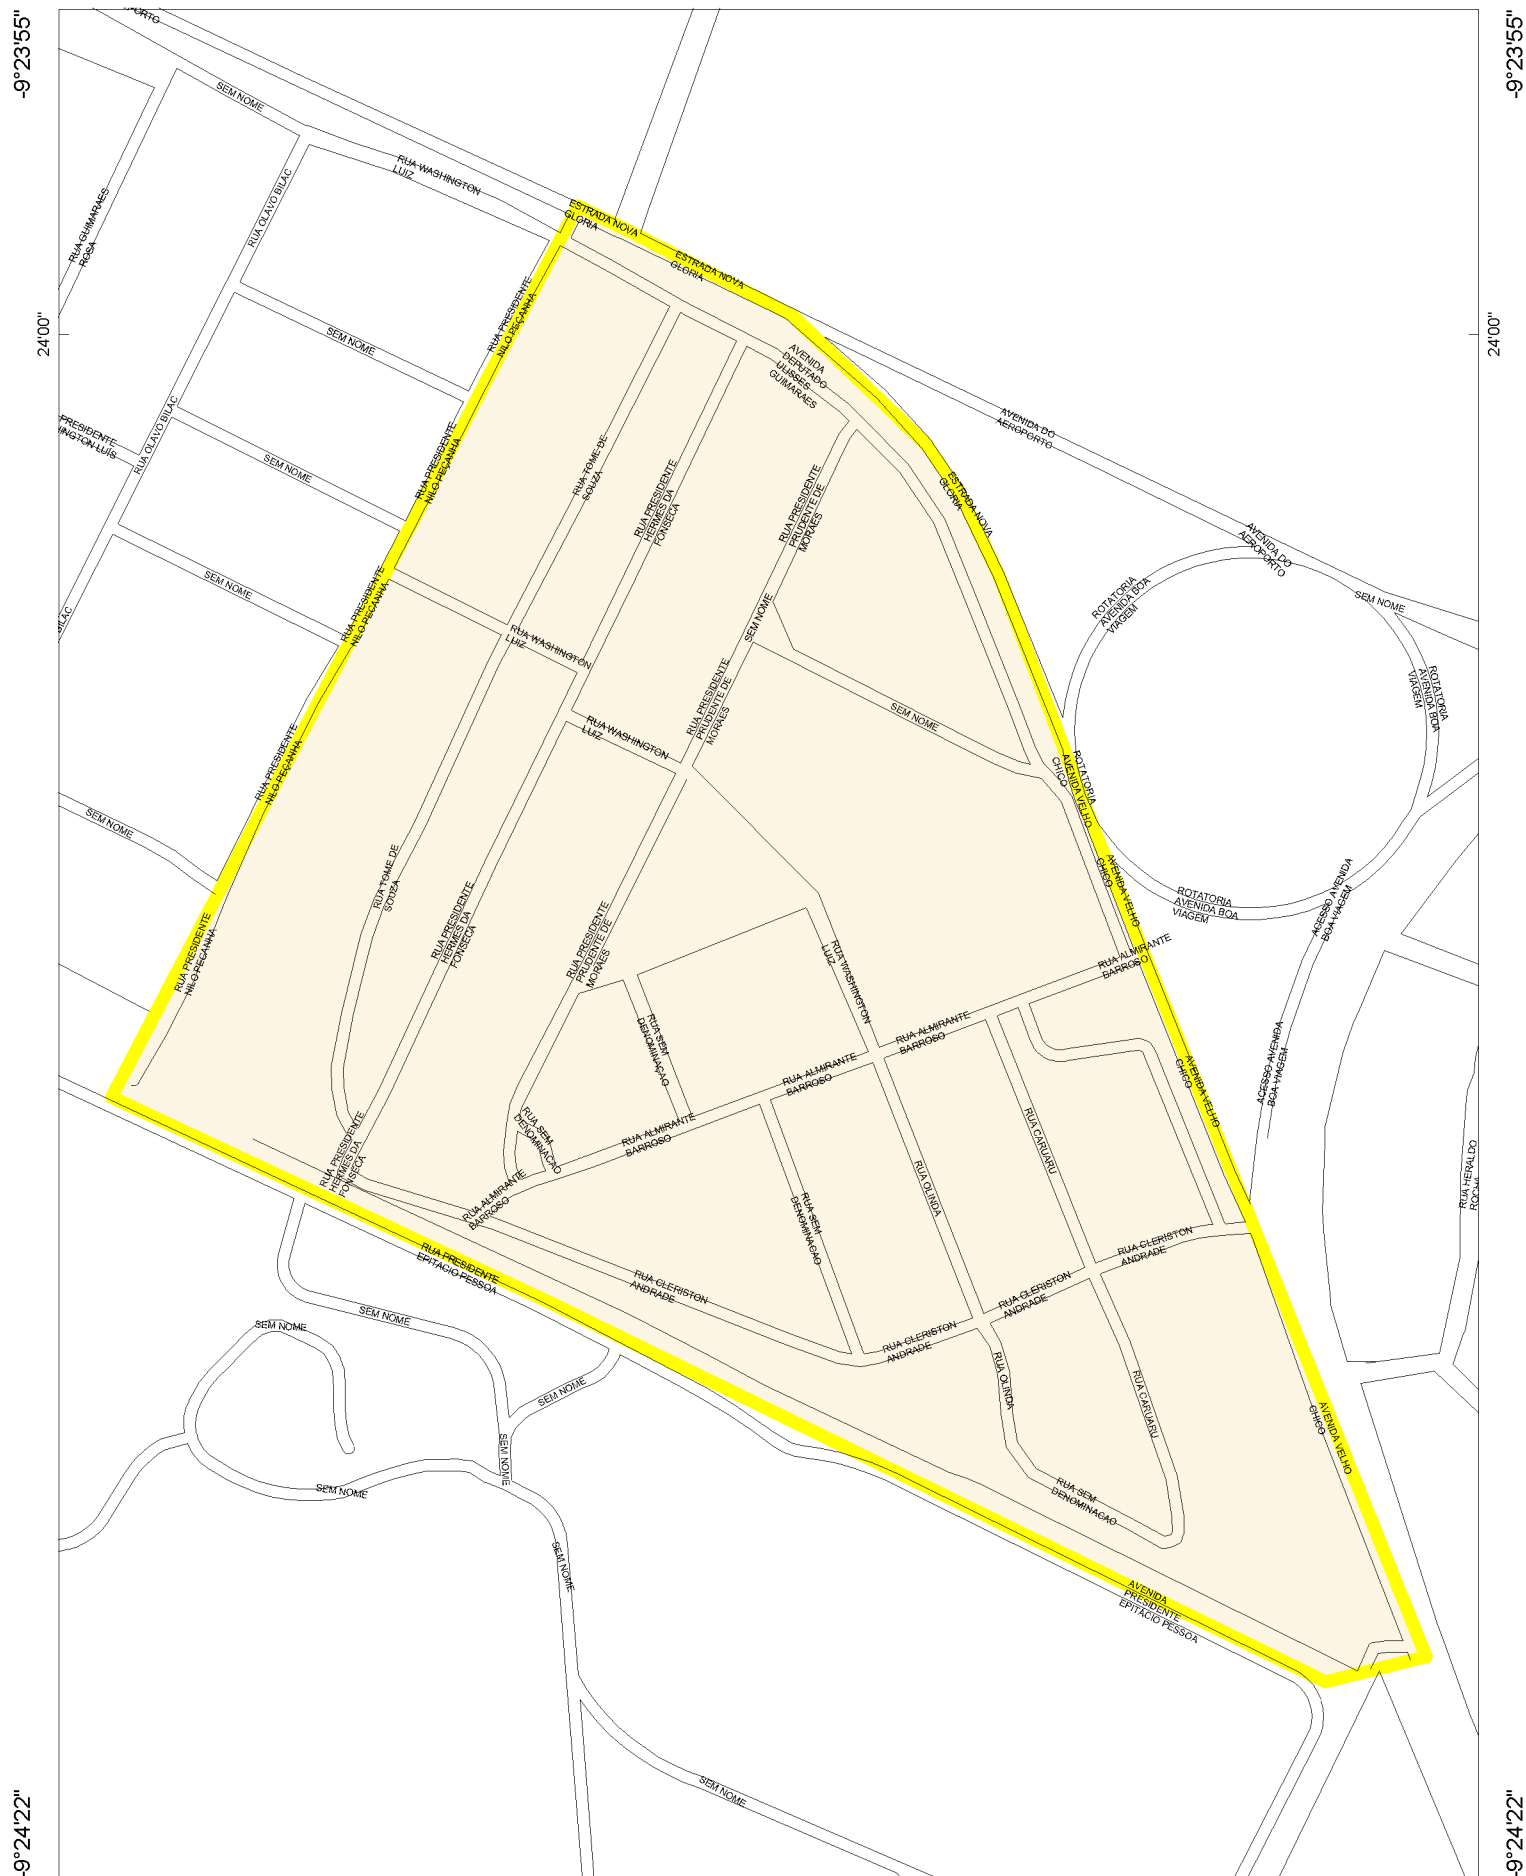 -9°23'55"
-9°23'55"
ORTO
SEM NOME
RUA WASHINGTON
LUIZ
RUA GUIMARAES
ROSA
RUA OLAVO BILAC
ESTRADA NOVA
GLORIA
ESTRADA NOVA
GLORIA
24'00"
24'00"
SEM NOME
RUA PRESIDENTE
NILO PEÇANHA
AVENIDA
DEPUTADO
ULISSES
GUIMARAES
PRESIDENTE
HINGTON LUÍS
RUA OLAVO BILAC
SEM NOME
RUA PRESIDENTE
NILO PEÇANHA
RUA TOME DE
SOUZA
RUA PRESIDENTE
HERMES DA
FONSECA
RUA PRESIDENTE
PRUDENTE DE
MORAES
ESTRADA NOVA
GLORIA
AVENIDA DO
AEROPORTO
AVENIDA DO
AEROPORTO
SEM NOME
BILAC
SEM NOME
RUA PRESIDENTE
NILO PEÇANHA
RUA WASHINGTON
LUIZ
SEM NOME
ROTATORIA
AVENIDA BOA
VIAGEM
ROTATORIA
AVENIDA BOA
VIAGEM
RUA PRESIDENTE
PRUDENTE DE
MORAES
SEM NOME
RUA WASHINGTON
LUIZ
RUA PRESIDENTE
NILO PEÇANHA
SEM NOME
AVENIDA VELHO
CHICO
ROTATORIA
AVENIDA VELHO
CHICO
ROTATORIA
AVENIDA BOA
VIAGEM
ACESSO AVENIDA
BOA VIAGEM
RUA TOME DE
SOUZA
RUA PRESIDENTE
HERMES DA
FONSECA
RUA PRESIDENTE
PRUDENTE DE
MORAES
RUA PRESIDENTE
NILO PEÇANHA
RUA WASHINGTON
LUIZ
RUA ALMIRANTE
BARROSO
RUA ALMIRANTE
BARROSO
RUA SEM
DENOMINACAO
RUA ALMIRANTE
BARROSO
AVENIDA VELHO
CHICO
ACESSO AVENIDA
BOA VIAGEM
RUA SEM
DENOMINACAO
RUA ALMIRANTE
BARROSO
RUA CARUARU
RUA PRESIDENTE
HERMES DA
FONSECA
RUA ALMIRANTE
BARROSO
RUA SEM
DENOMINACAO
RUA OLINDA
RUA HERALDO
ROCHA
RUA PRESIDENTE
EPITACIO PESSOA
RUA CLERISTON
ANDRADE
RUA CLERISTON
ANDRADE
RUA CLERISTON
ANDRADE
RUA CLERISTON
ANDRADE
SEM NOME
SEM NOME
SEM NOME
RUA OLINDA
RUA CARUARU
AVENIDA VELHO
CHICO
SEM NOME
SEM NOME
RUA SEM
DENOMINACAO
SEM NOME
AVENIDA
PRESIDENTE
EPITACIO PESSOA
SEM NOME
-9°24'22"
-9°24'22"